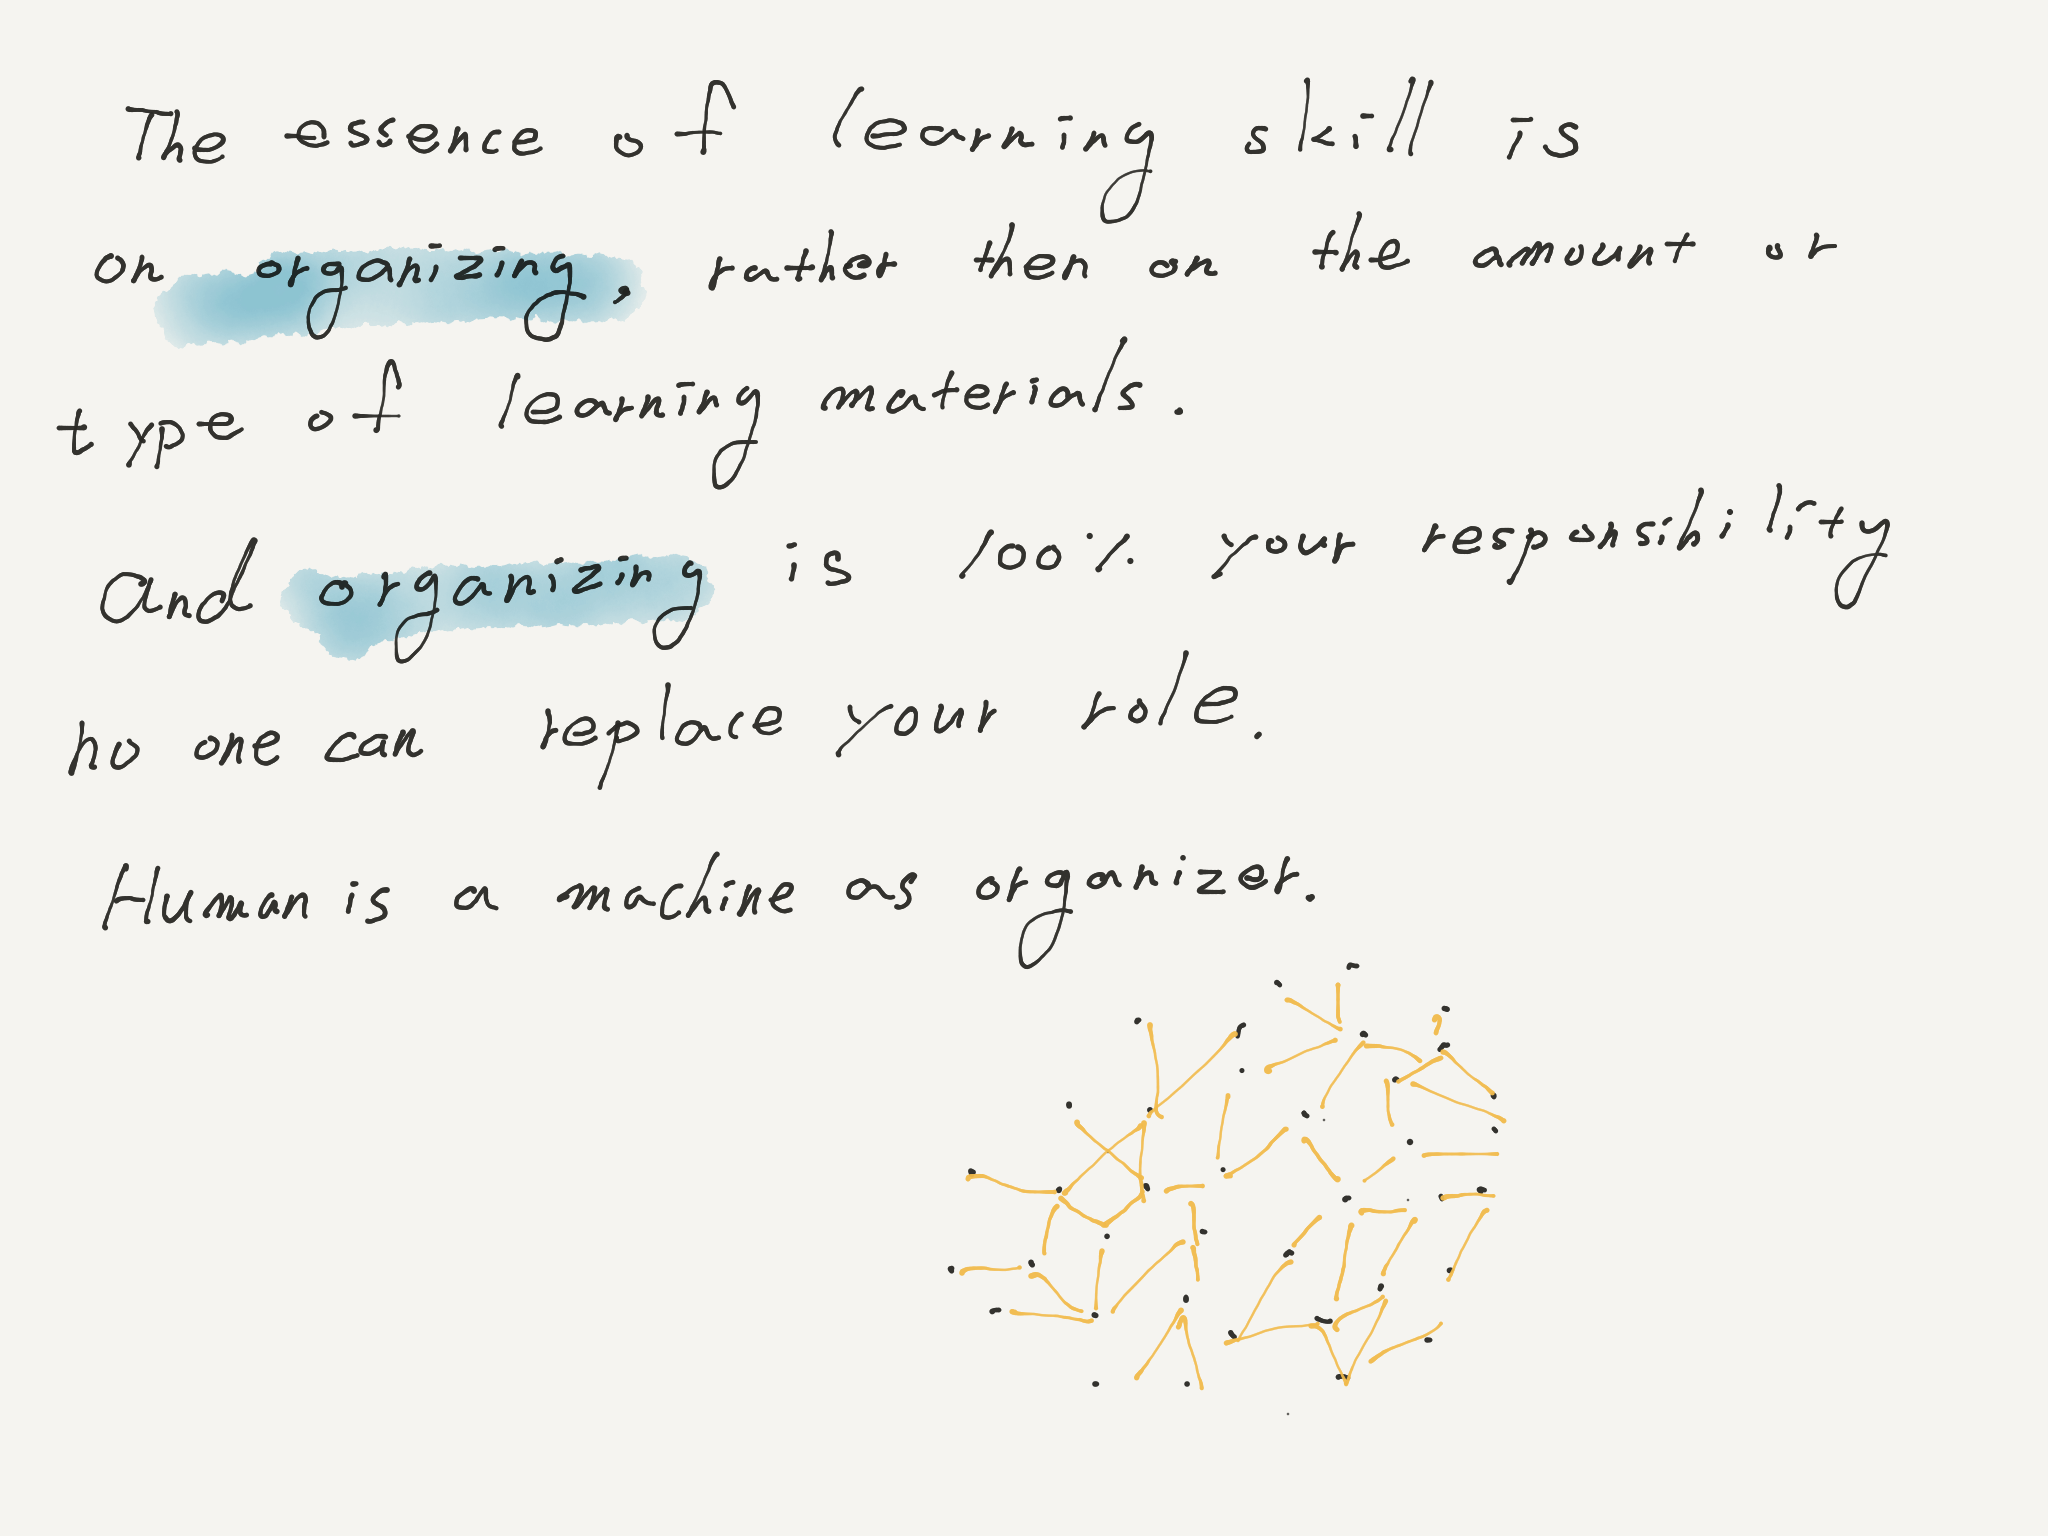 The essence of learning skill is
on organizing, rather then on the amount or
type of learning materials.
And organizing is 100% your responsibility
no one can replace your role.
Human is a machine as organizer.